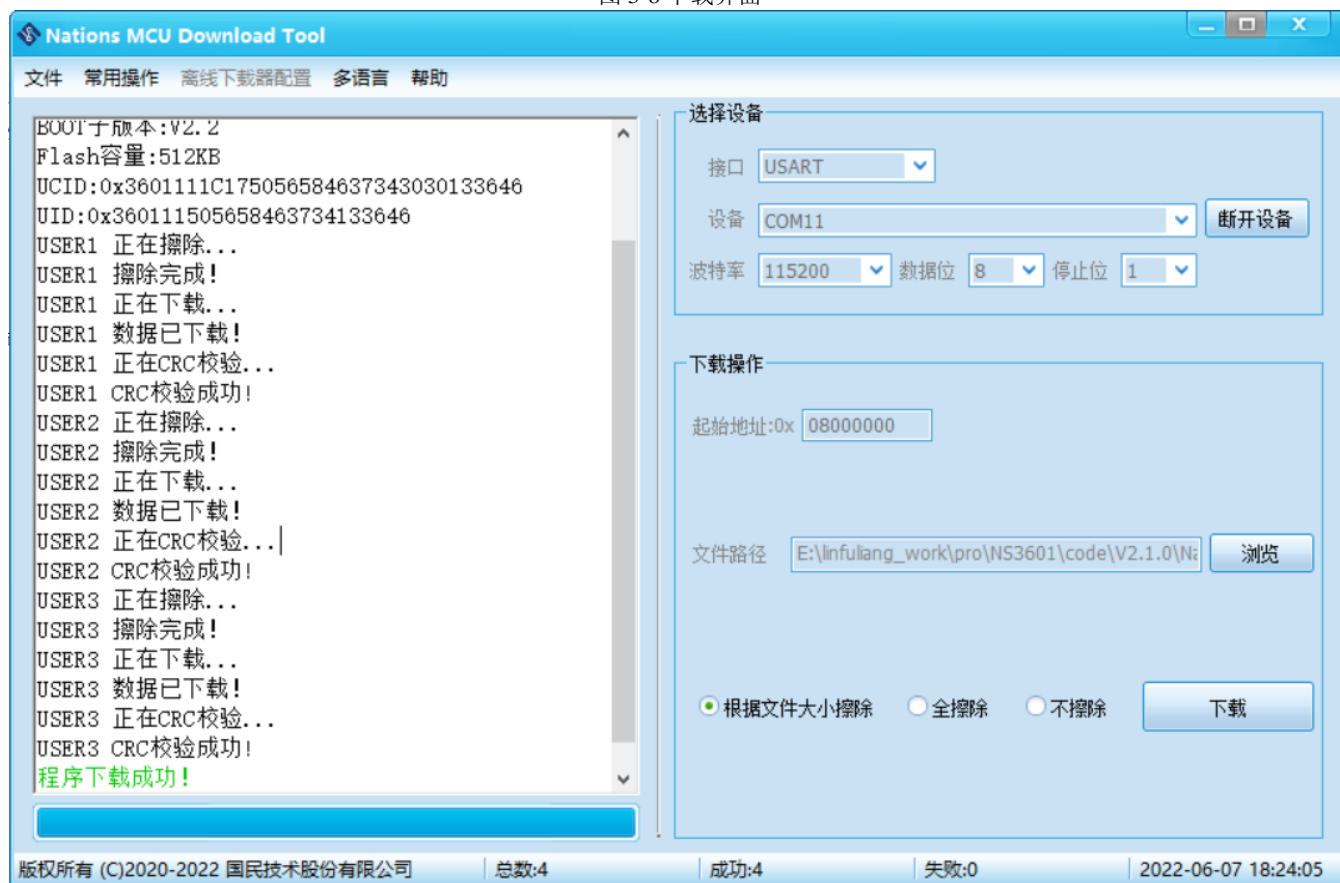 Nations MCU Download Tool
文件 常用操作 离线下载器配置 多语言 帮助
BOOT子版本:V2.2
Flash容量:512KB
UCID:0x3601111C17505658463734303013​3646
UID:0x360111505658463734133646
USER1 正在擦除...
USER1 擦除完成!
USER1 正在下载...
USER1 数据已下载!
USER1 正在CRC校验...
USER1 CRC校验成功!
USER2 正在擦除...
USER2 擦除完成!
USER2 正在下载...
USER2 数据已下载!
USER2 正在CRC校验...
USER2 CRC校验成功!
USER3 正在擦除...
USER3 擦除完成!
USER3 正在下载...
USER3 数据已下载!
USER3 正在CRC校验...
USER3 CRC校验成功!
程序下载成功!
选择设备
接口 USART
设备 COM11 断开设备
波特率 115200 数据位 8 停止位 1
下载操作
起始地址:0x 08000000
文件路径 E:\linfuliang_work\pro\NS3601\code\V2.1.0\Na 浏览
根据文件大小擦除 全擦除 不擦除 下载
版权所有 (C)2020-2022 国民技术股份有限公司 总数:4 成功:4 失败:0 2022-06-07 18:24:05